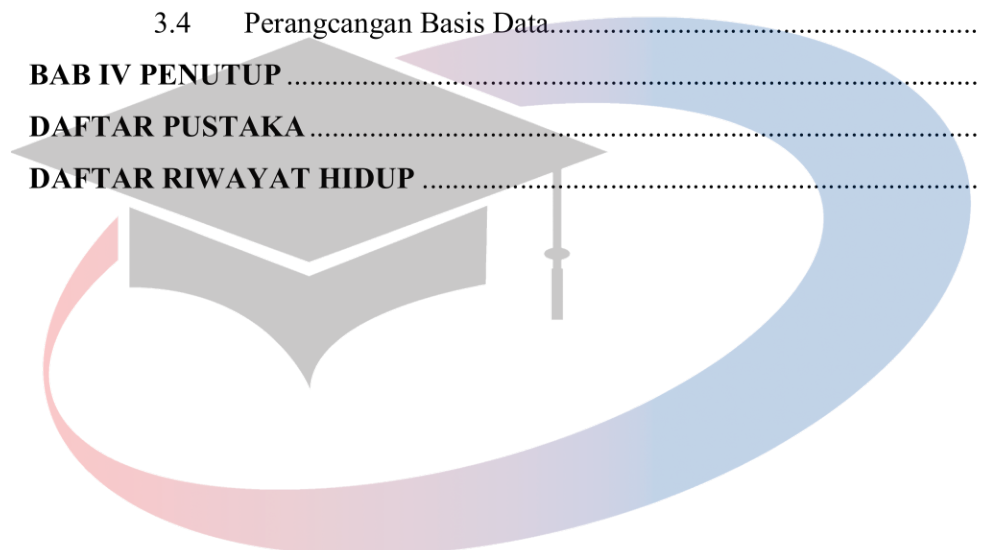 3.4 Perangcangan Basis Data..........................................................
BAB IV PENUTUP ..............................................................................................
DAFTAR PUSTAKA ...........................................................................................
DAFTAR RIWAYAT HIDUP ............................................................................